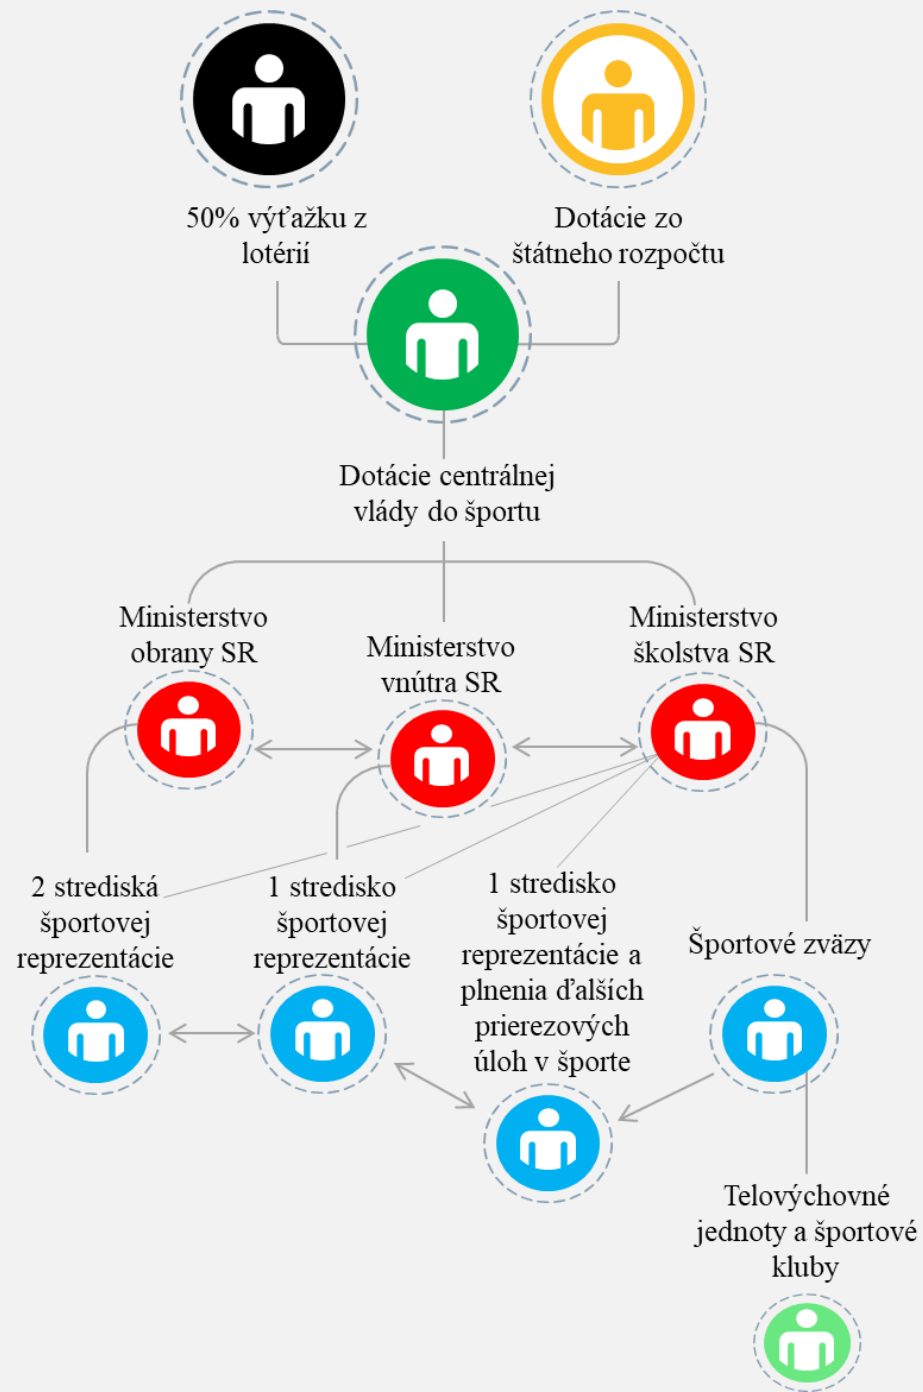 50% výťažku z
lotérií
Dotácie zo
štátneho rozpočtu
Dotácie centrálnej
vlády do športu
Ministerstvo
obrany SR
Ministerstvo
vnútra SR
Ministerstvo
školstva SR
2 strediská
športovej
reprezentácie
1 stredisko
športovej
reprezentácie
1 stredisko
športovej
reprezentácie a
plnenia ďalších
prierezových
úloh v športe
Športové zväzy
Telovýchovné
jednoty a športové
kluby